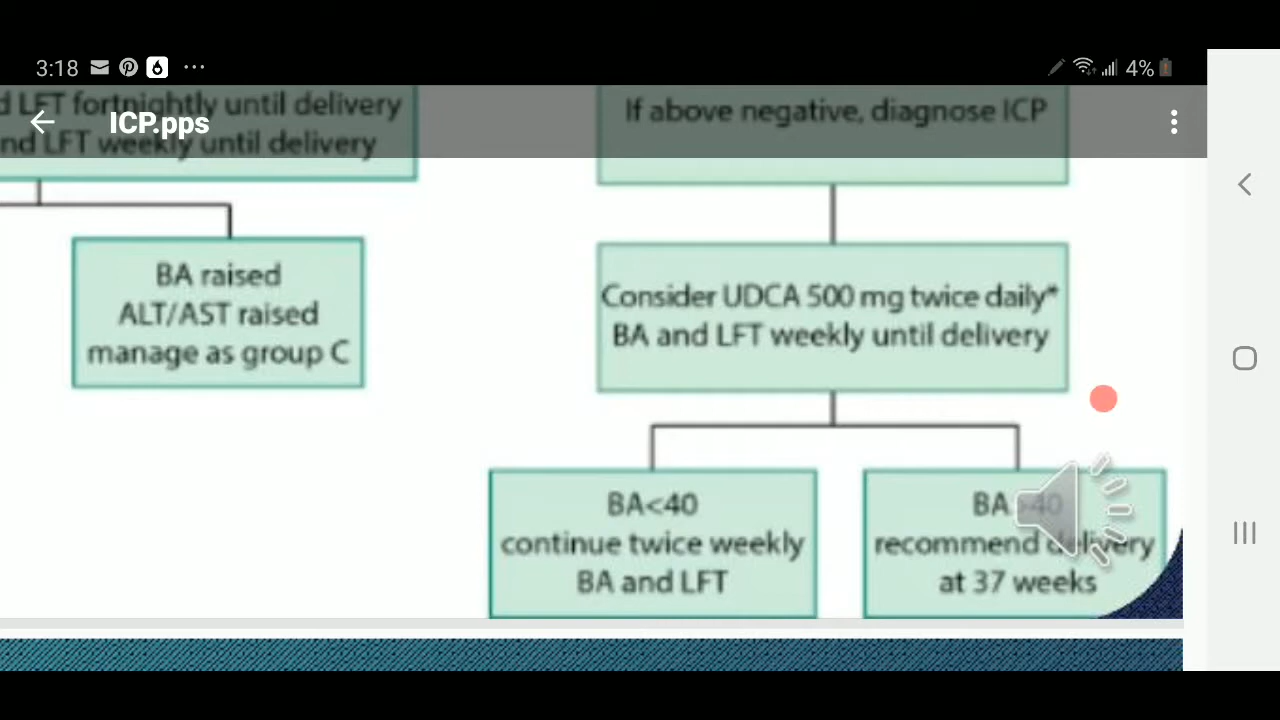 3:18
4%
d LFT fortnightly until delivery
ICP.pps
nd LFT weekly until delivery
If above negative, diagnose ICP
BA raised
ALT/AST raised
manage as group C
Consider UDCA 500 mg twice daily*
BA and LFT weekly until delivery
BA<40
continue twice weekly
BA and LFT
BA >40
recommend delivery
at 37 weeks